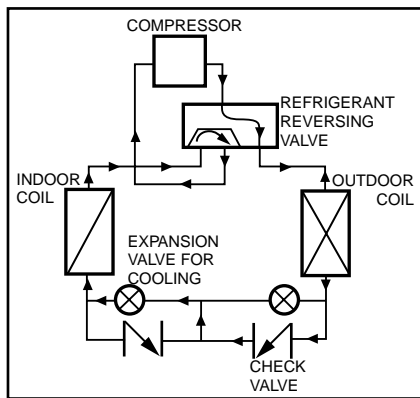 COMPRESSOR
REFRIGERANT
REVERSING
VALVE
INDOOR
COIL
OUTDOOR
COIL
EXPANSION
VALVE FOR
COOLING
CHECK
VALVE